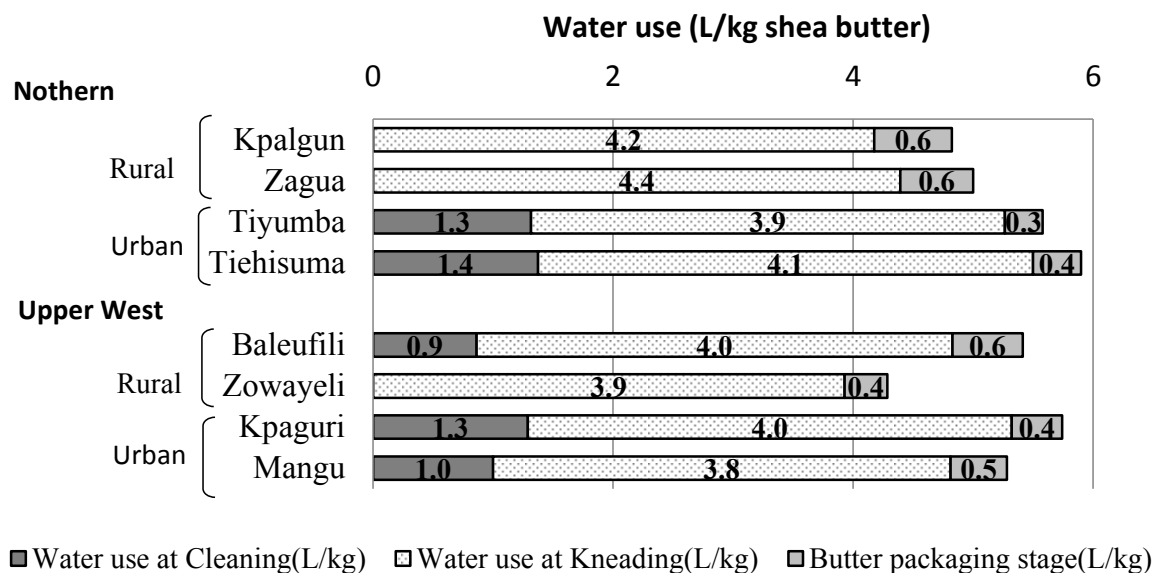 Water use (L/kg shea butter)
0 2 4 6
Nothern
Rural
Kpalgun 4.2 0.6
Zagua 4.4 0.6
Urban
Tiyumba 1.3 3.9 0.3
Tiehisuma 1.4 4.1 0.4
Upper West
Rural
Baleufili 0.9 4.0 0.6
Zowayeli 3.9 0.4
Urban
Kpaguri 1.3 4.0 0.4
Mangu 1.0 3.8 0.5
Water use at Cleaning(L/kg) Water use at Kneading(L/kg) Butter packaging stage(L/kg)